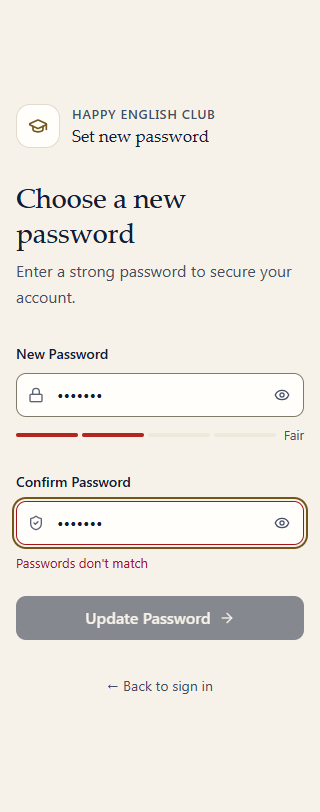 HAPPY ENGLISH CLUB
Set new password
Choose a new
password
Enter a strong password to secure your
account.
New Password
•••••••
Fair
Confirm Password
•••••••
Passwords don't match
Update Password →
← Back to sign in